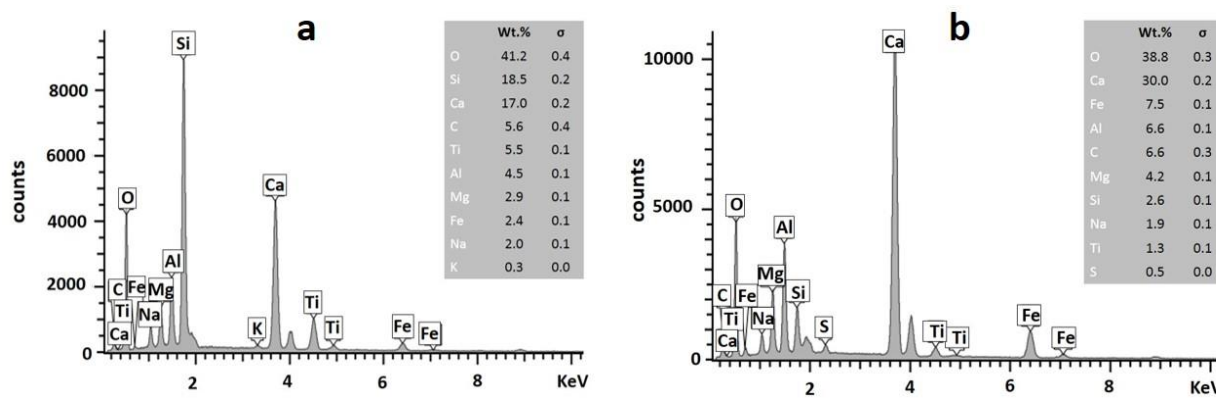 a
Wt.% σ
O 41.2 0.4
Si 18.5 0.2
Ca 17.0 0.2
C 5.6 0.4
Ti 5.5 0.1
Al 4.5 0.1
Mg 2.9 0.1
Fe 2.4 0.1
Na 2.0 0.1
K 0.3 0.0
counts
8000
6000
4000
2000
0
Si
O
Ca
Al
C Fe Mg
Ti Na
Ca
K Ti Ti Fe Fe
2 4 6 8 KeV
b
Wt.% σ
O 38.8 0.3
Ca 30.0 0.2
Fe 7.5 0.1
Al 6.6 0.1
C 6.6 0.3
Mg 4.2 0.1
Si 2.6 0.1
Na 1.9 0.1
Ti 1.3 0.1
S 0.5 0.0
counts
10000
5000
0
Ca
O
Al
Mg
C Fe Si
Ti Na
Ca
S Ti Ti Fe Fe
2 4 6 8 KeV